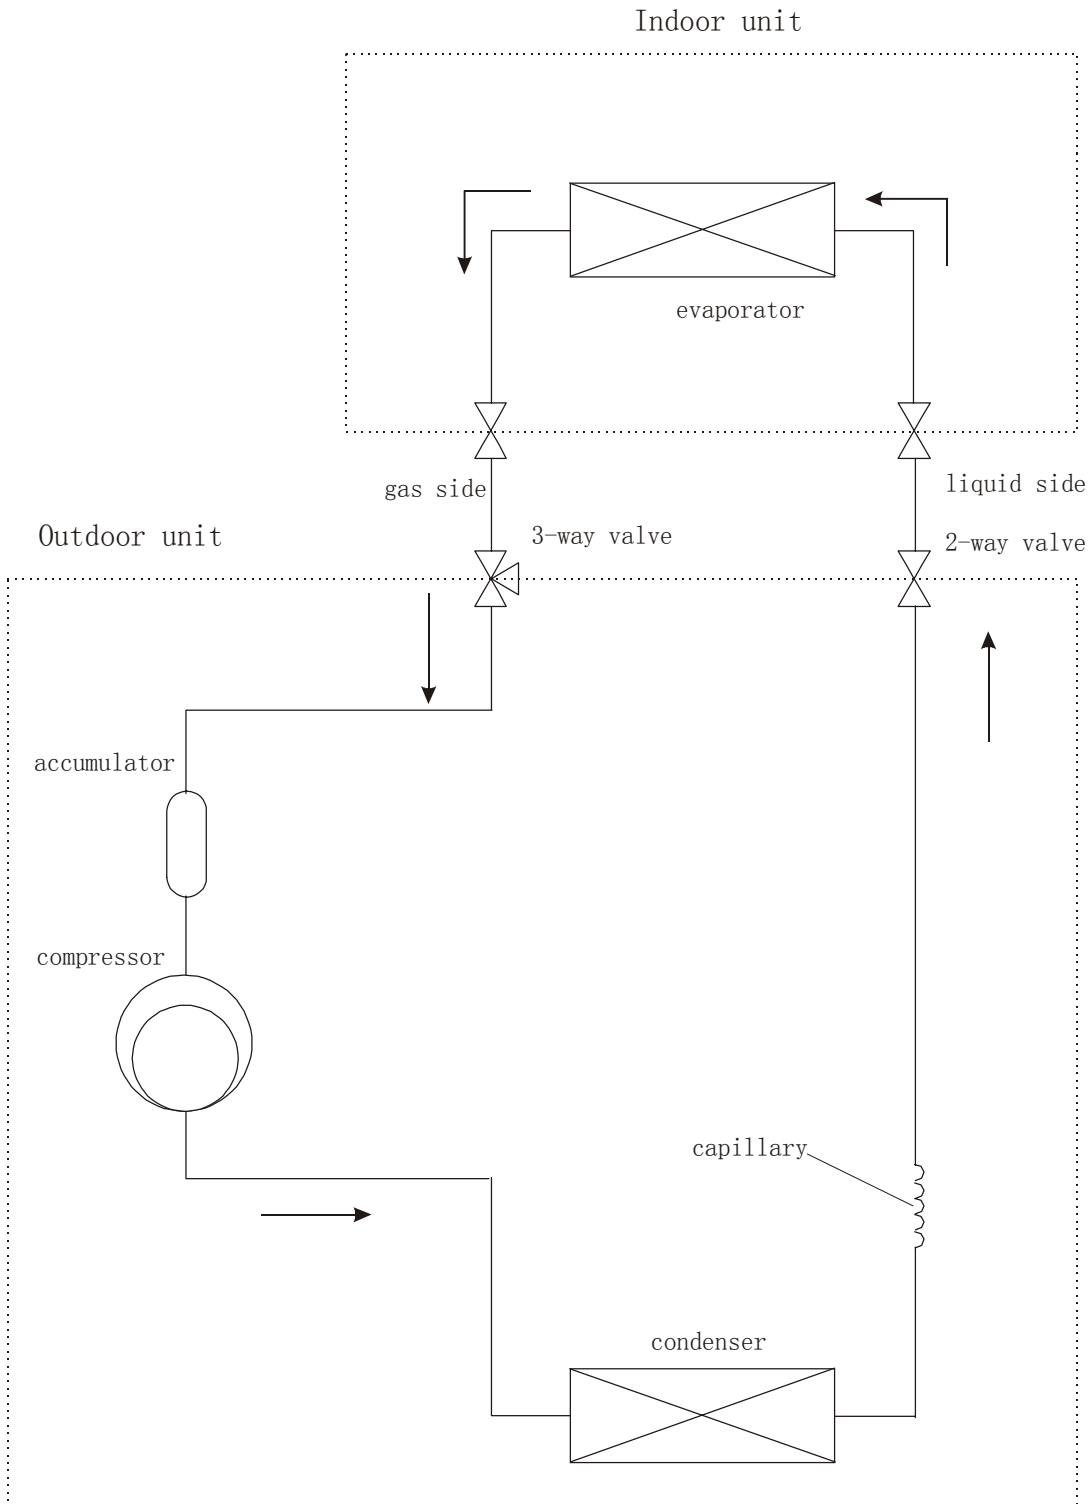 Indoor unit
evaporator
gas side
liquid side
Outdoor unit
3-way valve
2-way valve
accumulator
compressor
capillary
condenser